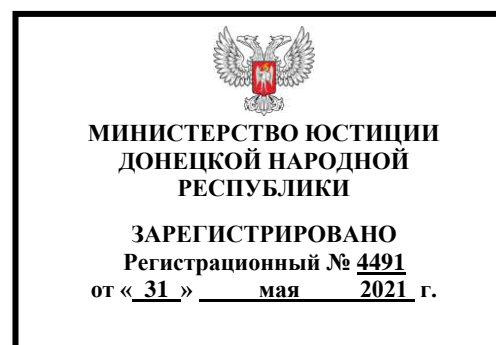 МИНИСТЕРСТВО ЮСТИЦИИ
ДОНЕЦКОЙ НАРОДНОЙ
РЕСПУБЛИКИ
ЗАРЕГИСТРИРОВАНО
Регистрационный № 4491
от « 31 » мая 2021 г.